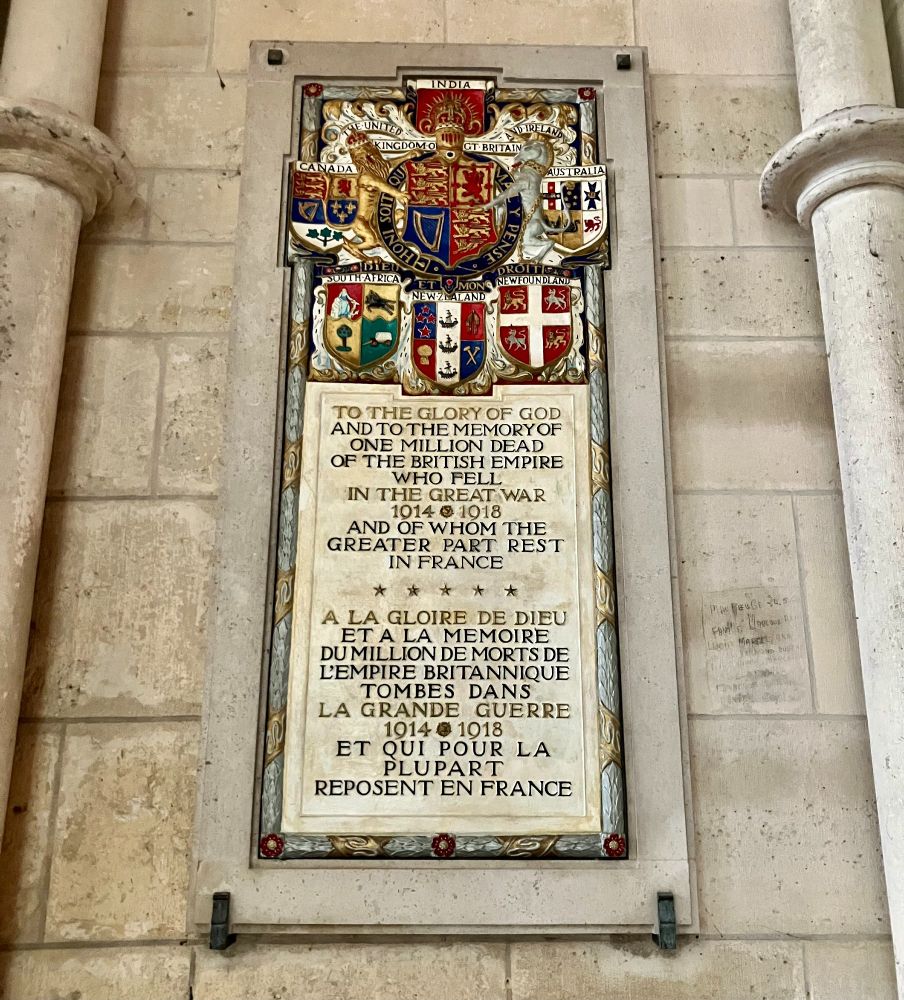 INDIA
THE UNITED
KINGDOM OF
GT BRITAIN
AND IRELAND
CANADA
AUSTRALIA
HONI SOIT QUI
Y PENSE
DIEU
ET MON
DROIT
SOUTH·AFRICA
NEW·ZEALAND
NEWFOUNDLAND
TO THE GLORY OF GOD
AND TO THE MEMORY OF
ONE MILLION DEAD
OF THE BRITISH EMPIRE
WHO FELL
IN THE GREAT WAR
1914 1918
AND OF WHOM THE
GREATER PART REST
IN FRANCE
A LA GLOIRE DE DIEU
ET A LA MEMOIRE
DU MILLION DE MORTS DE
L'EMPIRE BRITANNIQUE
TOMBES DANS
LA GRANDE GUERRE
1914 1918
ET QUI POUR LA
PLUPART
REPOSENT EN FRANCE